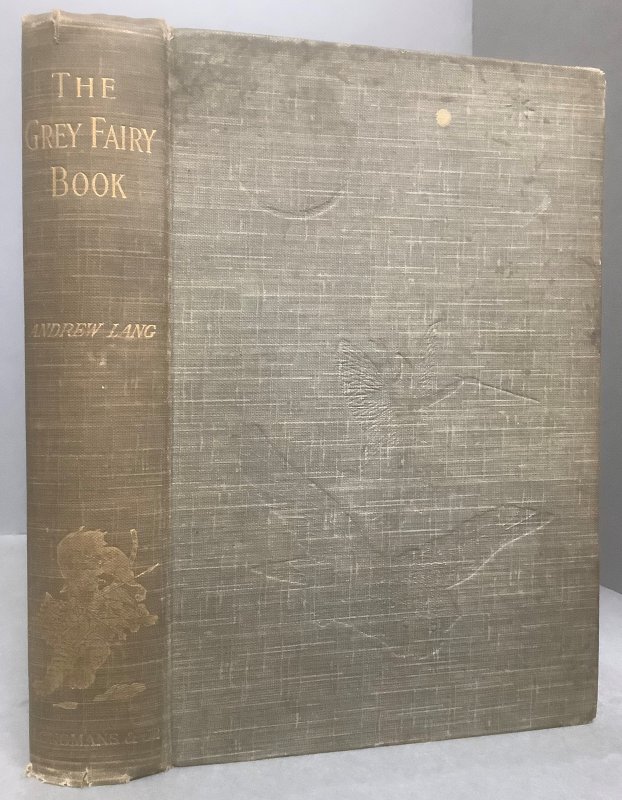 THE
GREY FAIRY
BOOK
ANDREW LANG